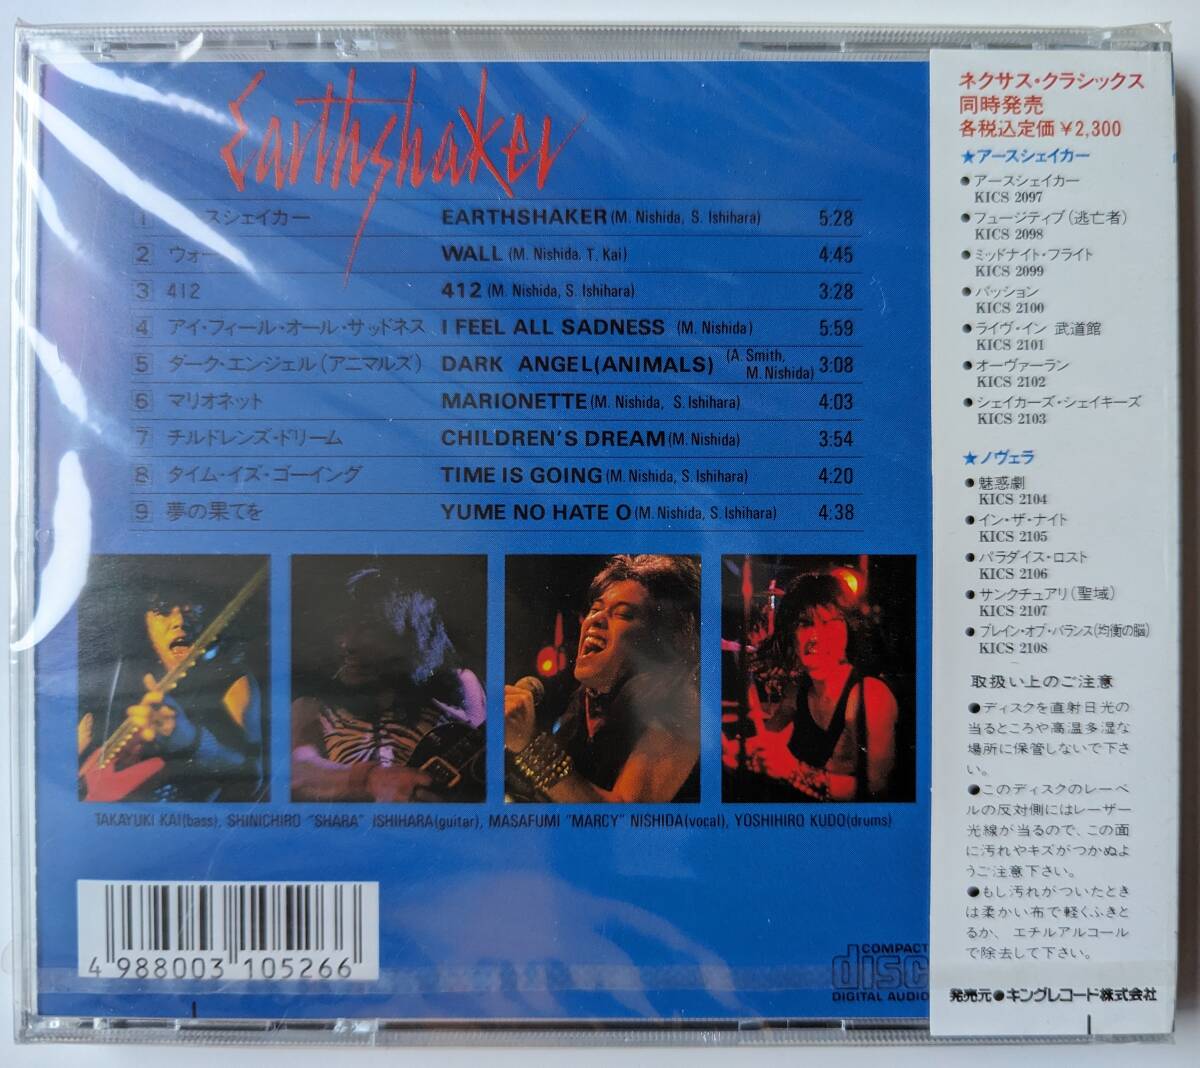 Earthshaker
1 スシェイカー EARTHSHAKER (M. Nishida, S. Ishihara) 5:28
2 ウォー WALL (M. Nishida, T. Kai) 4:45
3 412 412 (M. Nishida, S. Ishihara) 3:28
4 アイ・フィール・オール・サッドネス I FEEL ALL SADNESS (M. Nishida) 5:59
5 ダーク・エンジェル(アニマルズ) DARK ANGEL(ANIMALS) (A. Smith, M. Nishida) 3:08
6 マリオネット MARIONETTE (M. Nishida, S. Ishihara) 4:03
7 チルドレンズ・ドリーム CHILDREN'S DREAM (M. Nishida) 3:54
8 タイム・イズ・ゴーイング TIME IS GOING (M. Nishida, S. Ishihara) 4:20
9 夢の果てを YUME NO HATE O (M. Nishida, S. Ishihara) 4:38
TAKAYUKI KAI(bass), SHINICHIRO "SHARA" ISHIHARA(guitar), MASAFUMI "MARCY" NISHIDA(vocal), YOSHIHIRO KUDO(drums)
4 988003 105266
COMPACT
disc
DIGITAL AUDIO
ネクサス・クラシックス
同時発売
各税込定価¥2,300
★アースシェイカー
●アースシェイカー
KICS 2097
●フュージティブ(逃亡者)
KICS 2098
●ミッドナイト・フライト
KICS 2099
●パッション
KICS 2100
●ライヴ・イン 武道館
KICS 2101
●オーヴァーラン
KICS 2102
●シェイカーズ・シェイキーズ
KICS 2103
★ノヴェラ
●魅惑劇
KICS 2104
●イン・ザ・ナイト
KICS 2105
●パラダイス・ロスト
KICS 2106
●サンクチュアリ(聖域)
KICS 2107
●ブレイン・オブ・バランス(均衡の脳)
KICS 2108
取扱い上のご注意
●ディスクを直射日光の
当るところや高温多湿な
場所に保管しないで下さ
い。
●このディスクのレーベ
ルの反対側にはレーザー
光線が当るので、この面
に汚れやキズがつかぬよ
うご注意下さい。
●もし汚れがついたとき
は柔かい布で軽くふきと
るか、エチルアルコール
で除去して下さい。
発売元●キングレコード株式会社